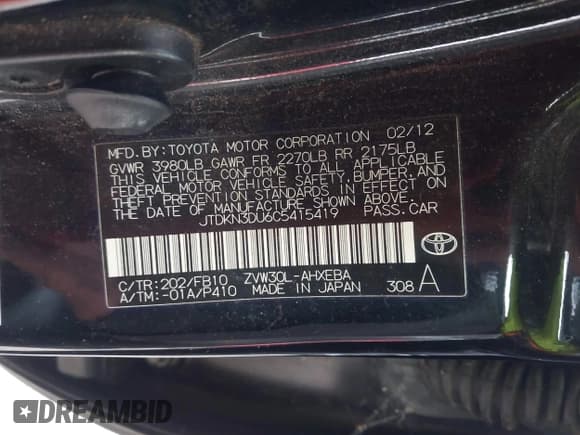 MFD.BY:TOYOTA MOTOR CORPORATION 02/12
GVWR 3980LB GAWR FR 2270LB RR 2175LB
THIS VEHICLE CONFORMS TO ALL APPLICABLE
FEDERAL MOTOR VEHICLE SAFETY,BUMPER,AND
THEFT PREVENTION STANDARDS IN EFFECT ON
THE DATE OF MANUFACTURE SHOWN ABOVE.
JTDKN3DU6C5415419 PASS.CAR
C/TR:202/FB10 ZVW30L-AHXEBA
A/TM:-01A/P410 MADE IN JAPAN 308 A
DREAMBID